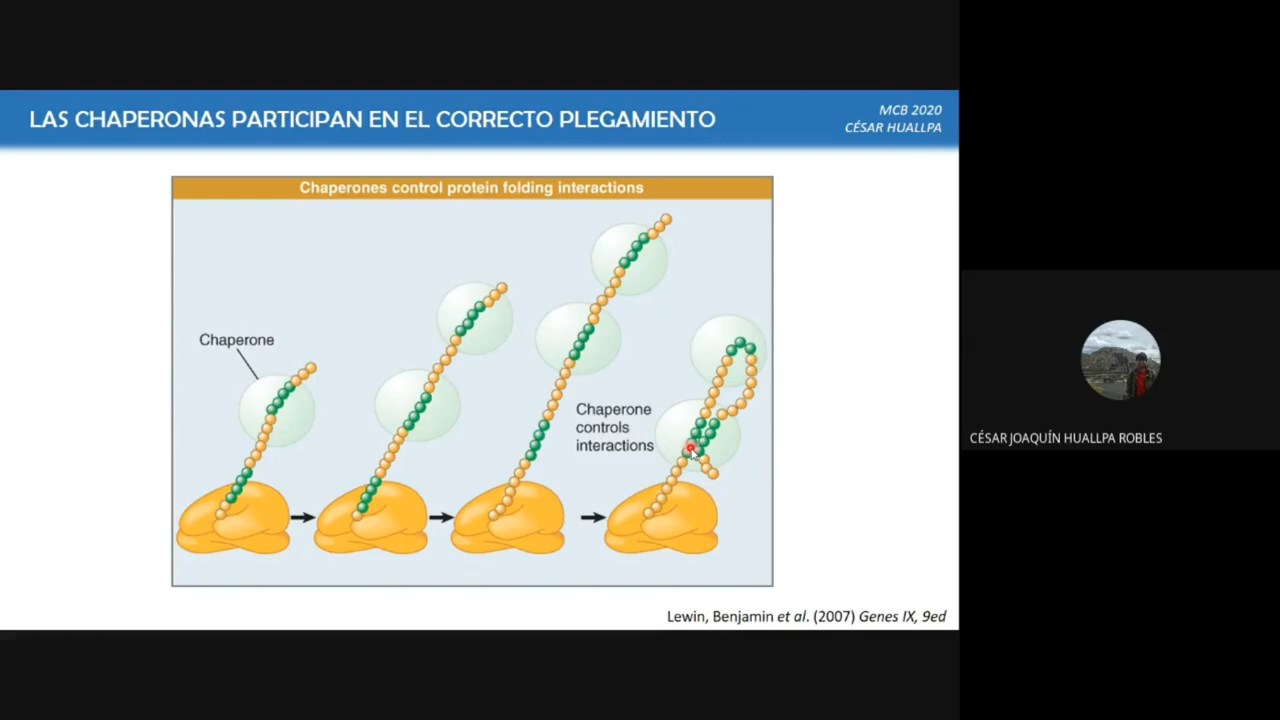 LAS CHAPERONAS PARTICIPAN EN EL CORRECTO PLEGAMIENTO
MCB 2020
CÉSAR HUALLPA
Chaperones control protein folding interactions
Chaperone
Chaperone
controls
interactions
Lewin, Benjamin et al. (2007) Genes IX, 9ed
CÉSAR JOAQUÍN HUALLPA ROBLES